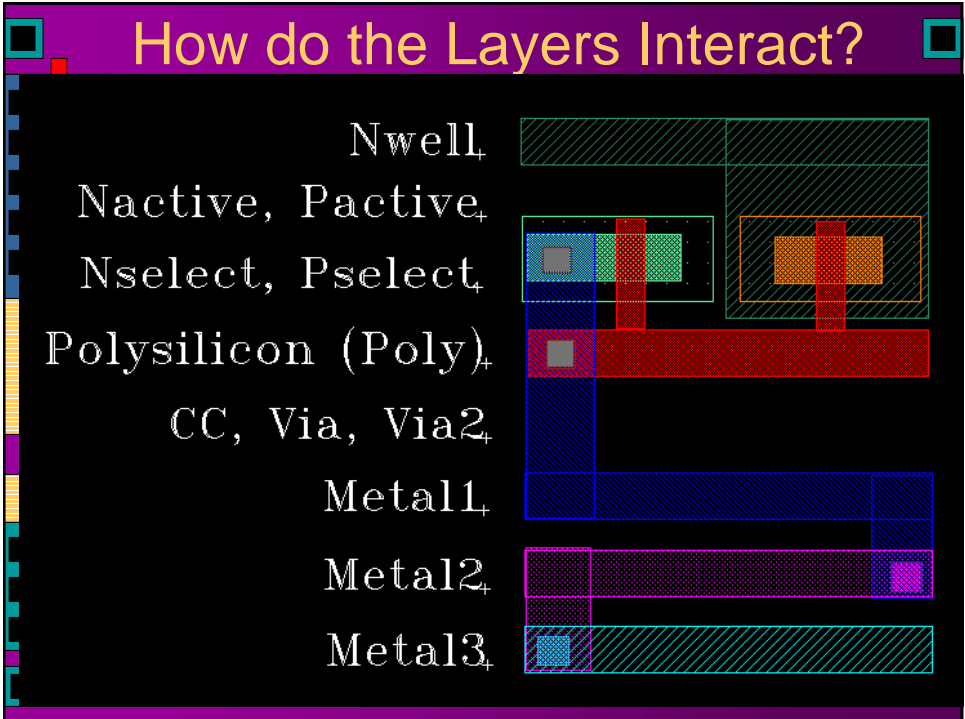 How do the Layers Interact?
Nwell
Nactive, Pactive
Nselect, Pselect
Polysilicon (Poly)
CC, Via, Via2
Metal1
Metal2
Metal3